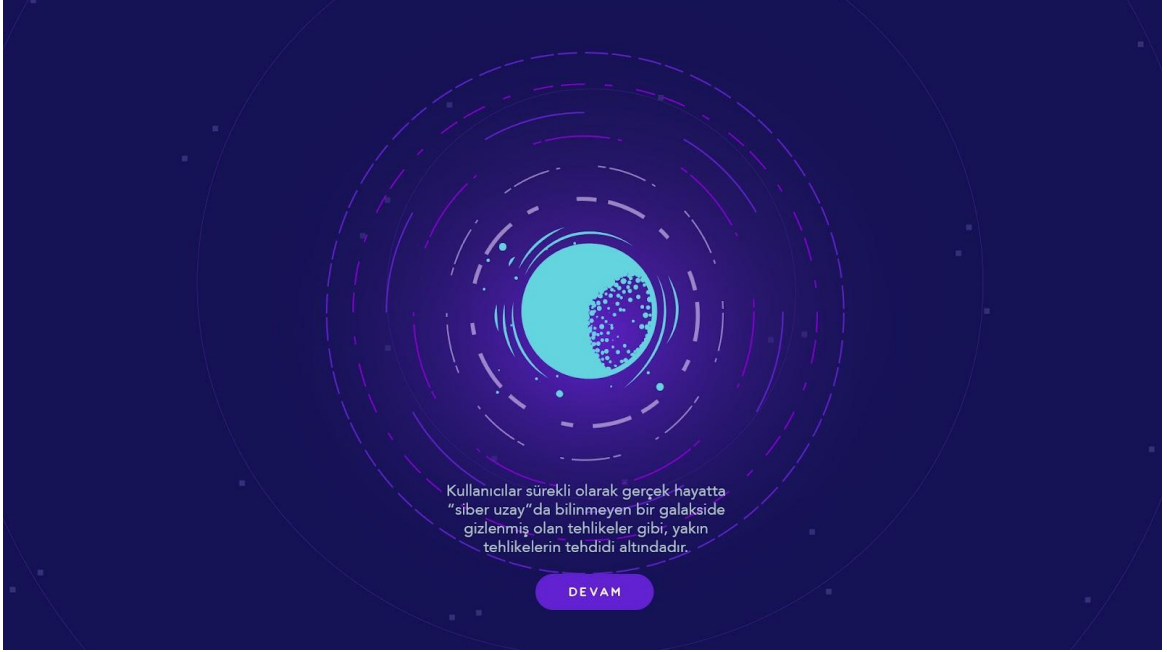 Kullanıcılar sürekli olarak gerçek hayatta
“siber uzay”da bilinmeyen bir galakside
gizlenmiş olan tehlikeler gibi, yakın
tehlikelerin tehdidi altındadır.
DEVAM